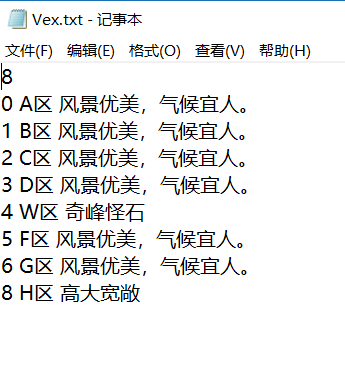 Vex.txt - 记事本
文件(F) 编辑(E) 格式(O) 查看(V) 帮助(H)
8
0 A区 风景优美，气候宜人。
1 B区 风景优美，气候宜人。
2 C区 风景优美，气候宜人。
3 D区 风景优美，气候宜人。
4 W区 奇峰怪石
5 F区 风景优美，气候宜人。
6 G区 风景优美，气候宜人。
8 H区 高大宽敞